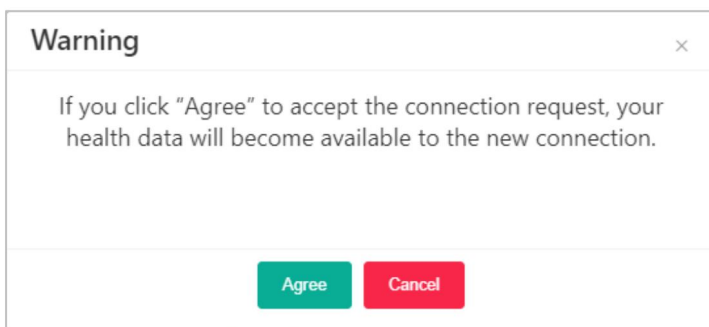 Warning
×
If you click “Agree” to accept the connection request, your
health data will become available to the new connection.
Agree
Cancel